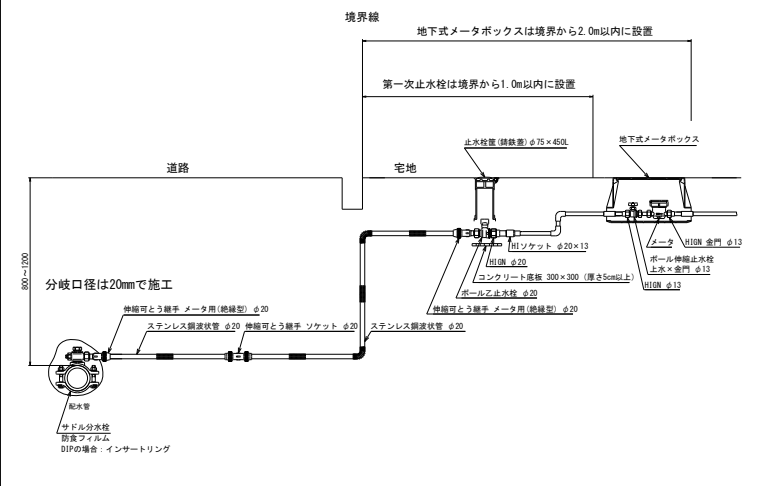 境界線
地下式メータボックスは境界から2.0m以内に設置
第一次止水栓は境界から1.0m以内に設置
止水栓筐(鋳鉄蓋)φ75×450L
地下式メータボックス
道路
宅地
HIソケット φ20×13
メータ
HIGN 金門 φ13
HIGN φ20
ボール伸縮止水栓
上水×金門 φ13
コンクリート底板 300×300 (厚さ5cm以上)
HIGN φ13
800~1200
分岐口径は20mmで施工
ボール乙止水栓 φ20
伸縮可とう継手 メータ用(絶縁型) φ20
伸縮可とう継手 メータ用(絶縁型) φ20
ステンレス鋼波状管 φ20
伸縮可とう継手 ソケット φ20
ステンレス鋼波状管 φ20
配水管
サドル分水栓
防食フィルム
DIPの場合：インサートリング